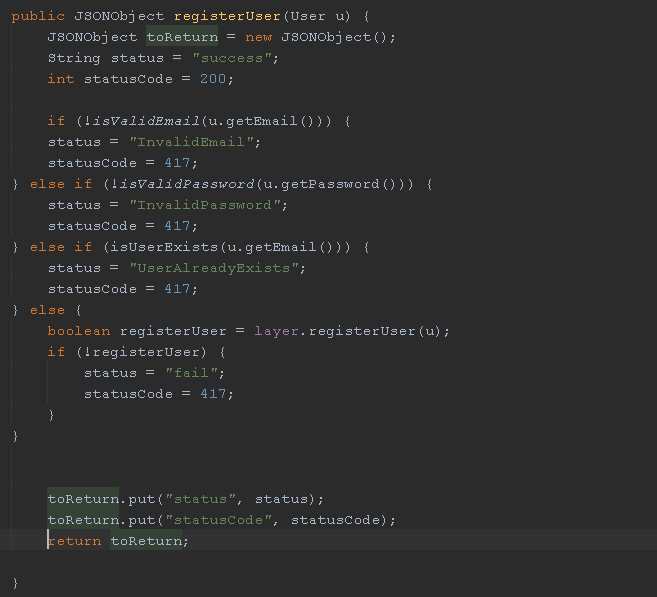 public JSONObject registerUser(User u) {
    JSONObject toReturn = new JSONObject();
    String status = "success";
    int statusCode = 200;

    if (!isValidEmail(u.getEmail())) {
    status = "InvalidEmail";
    statusCode = 417;
} else if (!isValidPassword(u.getPassword())) {
    status = "InvalidPassword";
    statusCode = 417;
} else if (isUserExists(u.getEmail())) {
    status = "UserAlreadyExists";
    statusCode = 417;
} else {
    boolean registerUser = layer.registerUser(u);
    if (!registerUser) {
        status = "fail";
        statusCode = 417;
    }
}

    toReturn.put("status", status);
    toReturn.put("statusCode", statusCode);
    return toReturn;

}